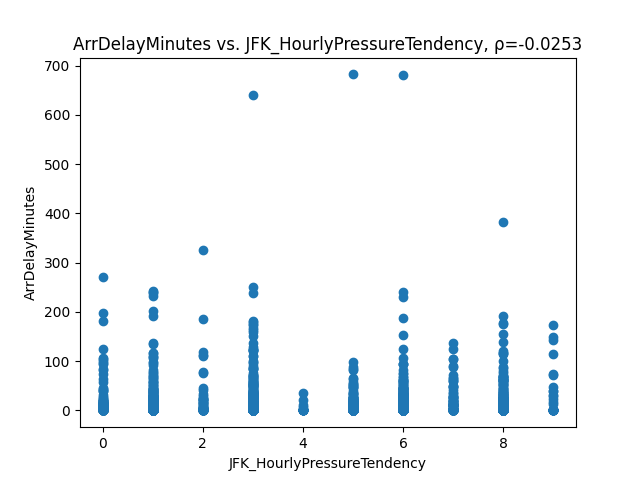 ArrDelayMinutes vs. JFK_HourlyPressureTendency, ρ=-0.0253
700
600
500
400
300
200
100
0
ArrDelayMinutes
0 2 4 6 8
JFK_HourlyPressureTendency